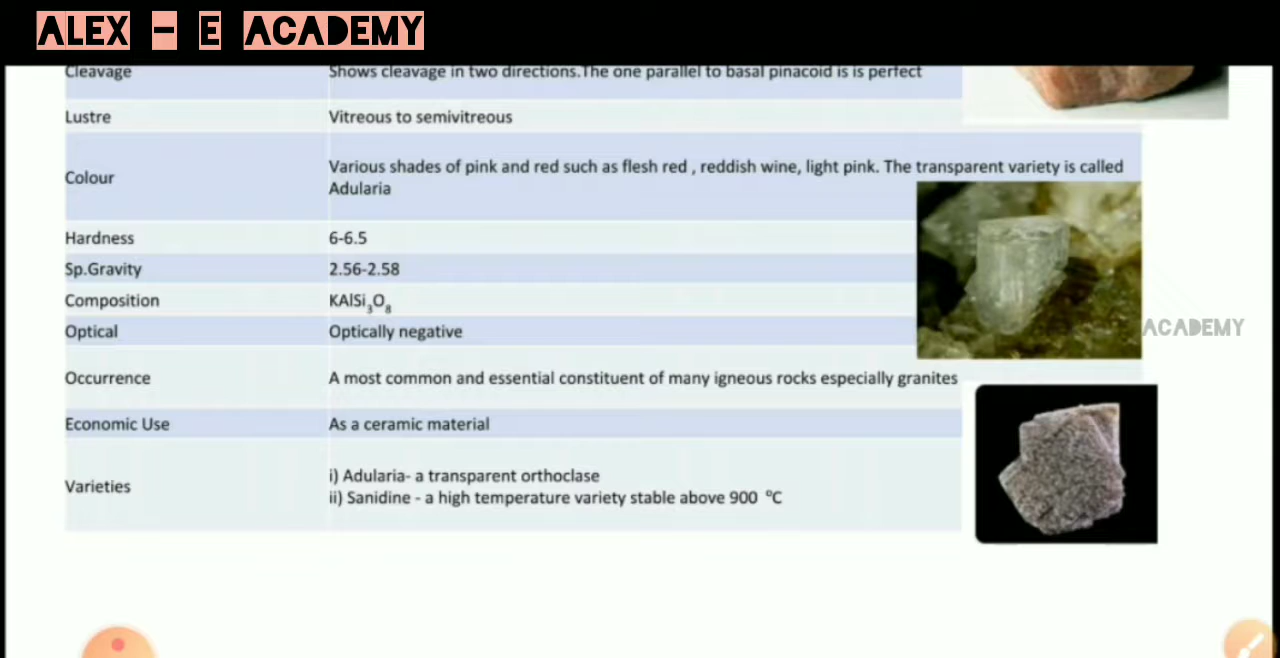 ALEX – E ACADEMY
Cleavage Shows cleavage in two directions.The one parallel to basal pinacoid is is perfect
Lustre Vitreous to semivitreous
Colour Various shades of pink and red such as flesh red , reddish wine, light pink. The transparent variety is called
Adularia
Hardness 6-6.5
Sp.Gravity 2.56-2.58
Composition KAlSi₃O₈
Optical Optically negative
ACADEMY
Occurrence A most common and essential constituent of many igneous rocks especially granites
Economic Use As a ceramic material
Varieties i) Adularia- a transparent orthoclase
ii) Sanidine - a high temperature variety stable above 900 ⁰C